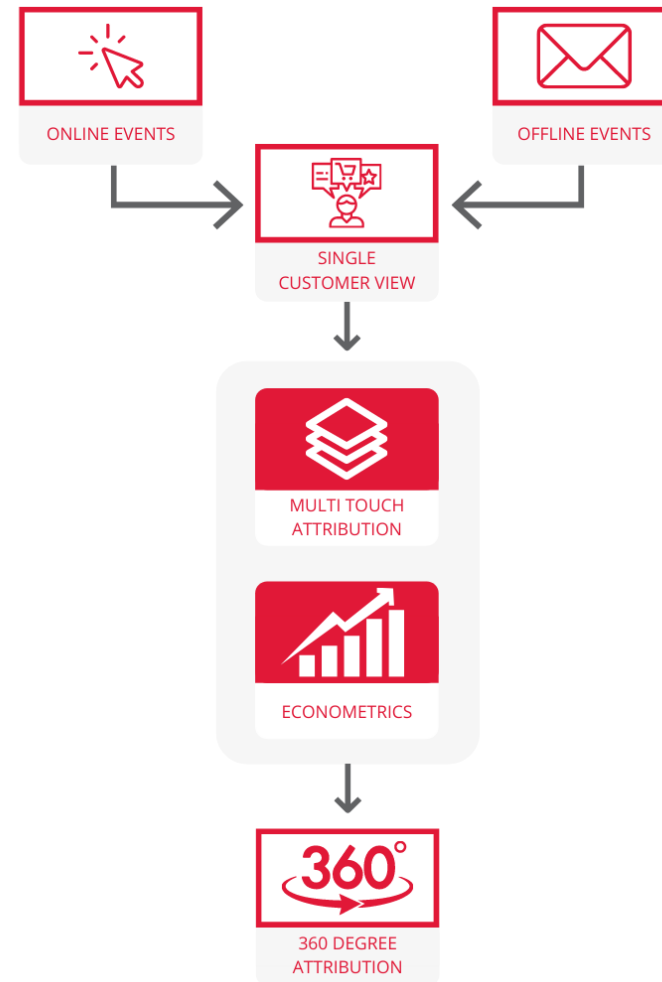 ONLINE EVENTS
OFFLINE EVENTS
SINGLE
CUSTOMER VIEW
MULTI TOUCH
ATTRIBUTION
ECONOMETRICS
360°
360 DEGREE
ATTRIBUTION